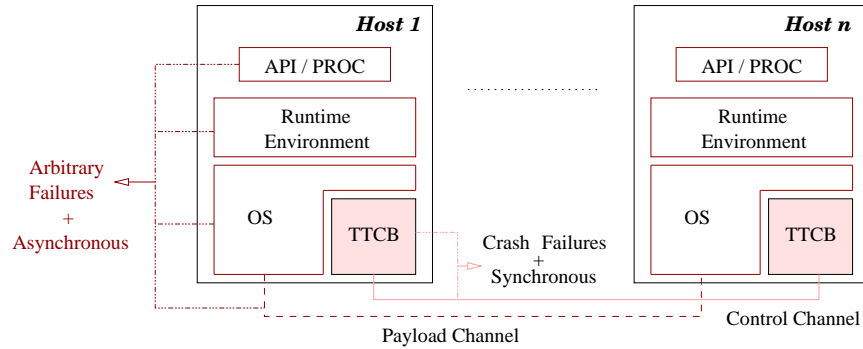 Host 1
Host n
API / PROC
API / PROC
Runtime
Environment
Runtime
Environment
Arbitrary
Failures
+
Asynchronous
OS
TTCB
Crash Failures
+
Synchronous
OS
TTCB
Control Channel
Payload Channel